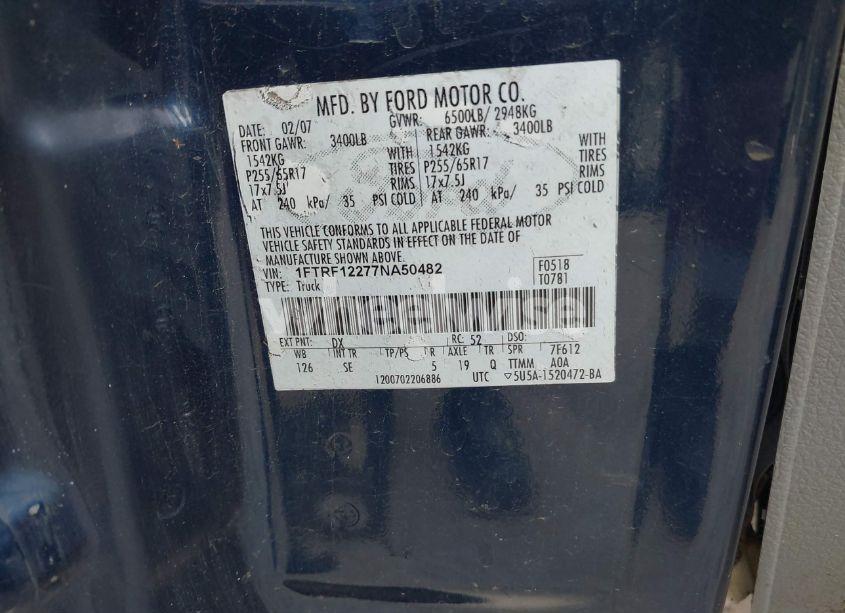 MFD. BY FORD MOTOR CO.
DATE: 02/07 GVWR: 6500LB/ 2948KG
FRONT GAWR: 3400LB REAR GAWR: 3400LB
1542KG WITH 1542KG WITH
P255/65R17 TIRES P255/65R17 TIRES
17x7.5J RIMS 17x7.5J RIMS
AT 240 kPa/ 35 PSI COLD AT 240 kPa/ 35 PSI COLD
THIS VEHICLE CONFORMS TO ALL APPLICABLE FEDERAL MOTOR
VEHICLE SAFETY STANDARDS IN EFFECT ON THE DATE OF
MANUFACTURE SHOWN ABOVE.
VIN: 1FTRF12277NA50482 F0518
TYPE: Truck T0781
EXT PNT: DX RC: 52 DSO:
WB INT TR TP/PS R AXLE TR SPR 7F612
126 SE 5 19 Q TTMM A0A
1200702206886 UTC ▽5U5A-1520472-BA